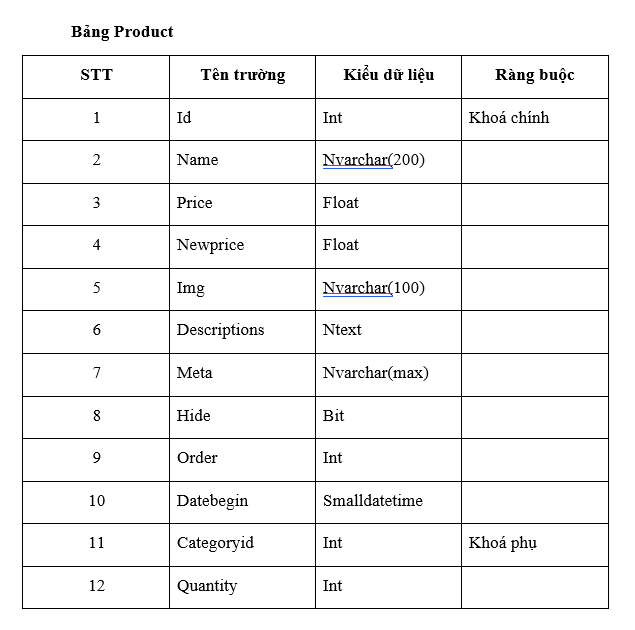 Bảng Product
STT Tên trường Kiểu dữ liệu Ràng buộc
1 Id Int Khoá chính
2 Name Nvarchar(200)
3 Price Float
4 Newprice Float
5 Img Nvarchar(100)
6 Descriptions Ntext
7 Meta Nvarchar(max)
8 Hide Bit
9 Order Int
10 Datebegin Smalldatetime
11 Categoryid Int Khoá phụ
12 Quantity Int